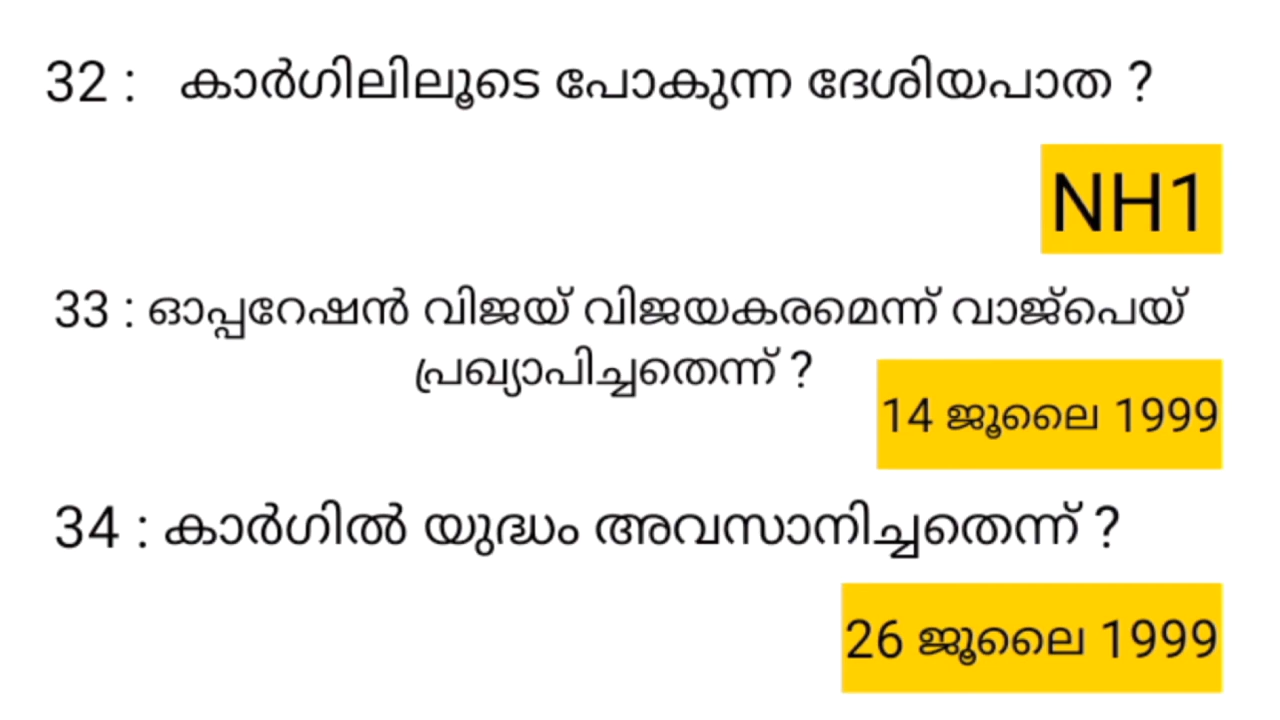 32 : കാർഗിലിലൂടെ പോകുന്ന ദേശിയപാത ?
NH1
33 : ഓപ്പറേഷൻ വിജയ് വിജയകരമെന്ന് വാജ്പെയ്
പ്രഖ്യാപിച്ചതെന്ന് ?
14 ജൂലൈ 1999
34 : കാർഗിൽ യുദ്ധം അവസാനിച്ചതെന്ന് ?
26 ജൂലൈ 1999